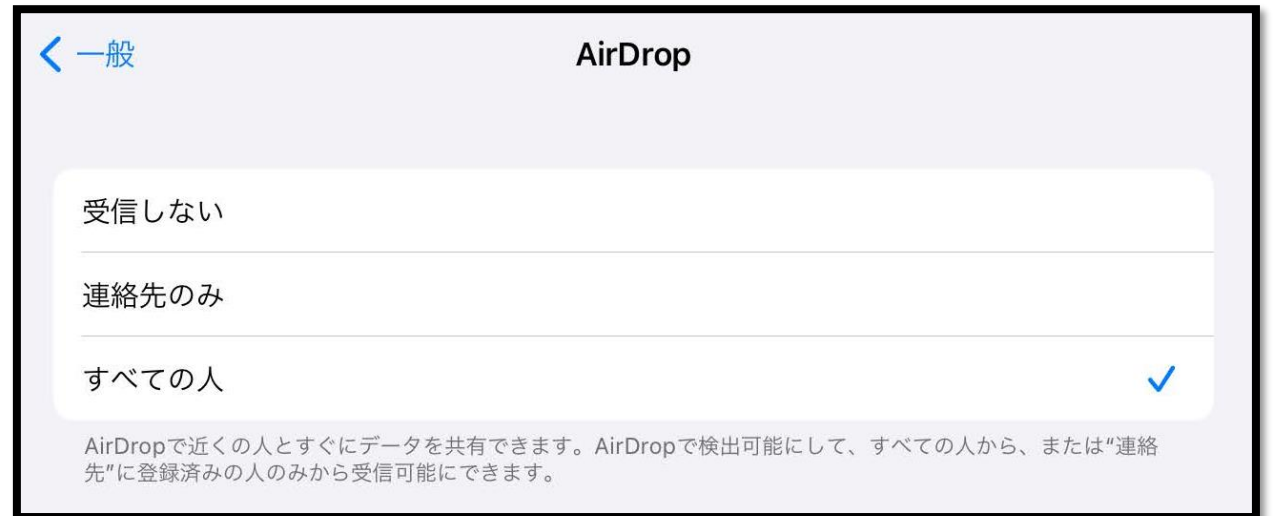 一般
AirDrop
受信しない
連絡先のみ
すべての人
AirDropで近くの人とすぐにデータを共有できます。AirDropで検出可能にして、すべての人から、または“連絡
先”に登録済みの人のみから受信可能にできます。